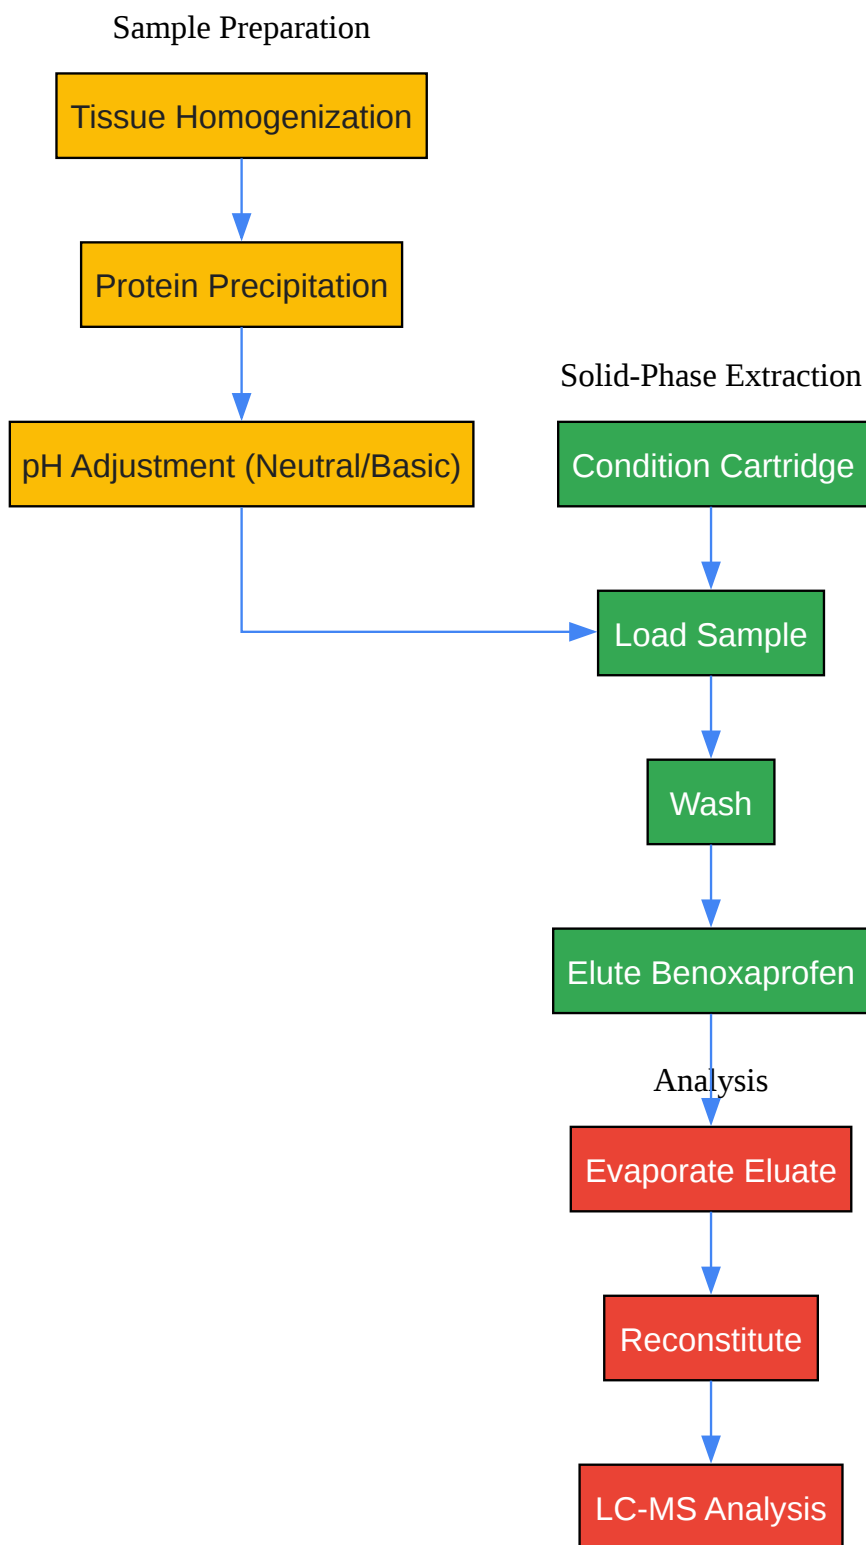 Sample Preparation
Tissue Homogenization
Protein Precipitation
pH Adjustment (Neutral/Basic)
Solid-Phase Extraction
Condition Cartridge
Load Sample
Wash
Elute Benoxaprofen
Analysis
Evaporate Eluate
Reconstitute
LC-MS Analysis